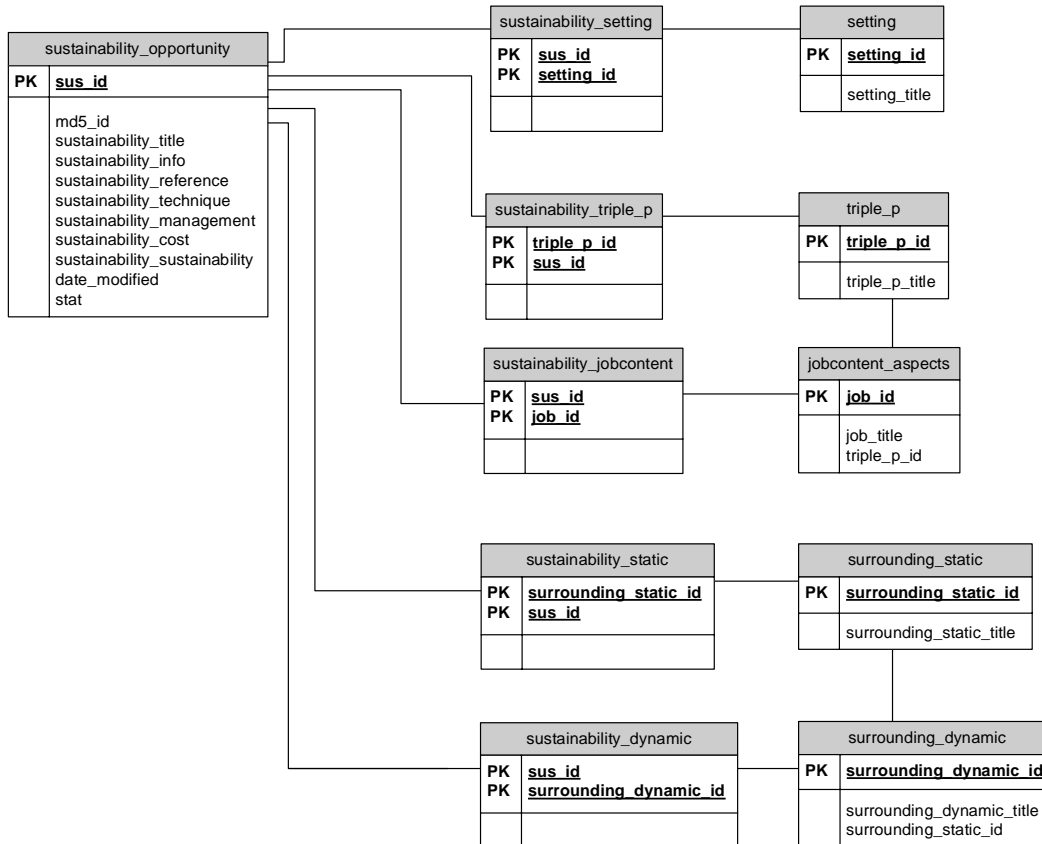 sustainability_opportunity
PK sus_id
md5_id
sustainability_title
sustainability_info
sustainability_reference
sustainability_technique
sustainability_management
sustainability_cost
sustainability_sustainability
date_modified
stat
sustainability_setting
PK sus_id
PK setting_id
setting
PK setting_id
setting_title
sustainability_triple_p
PK triple_p_id
PK sus_id
triple_p
PK triple_p_id
triple_p_title
sustainability_jobcontent
PK sus_id
PK job_id
jobcontent_aspects
PK job_id
job_title
triple_p_id
sustainability_static
PK surrounding_static_id
PK sus_id
surrounding_static
PK surrounding_static_id
surrounding_static_title
sustainability_dynamic
PK sus_id
PK surrounding_dynamic_id
surrounding_dynamic
PK surrounding_dynamic_id
surrounding_dynamic_title
surrounding_static_id